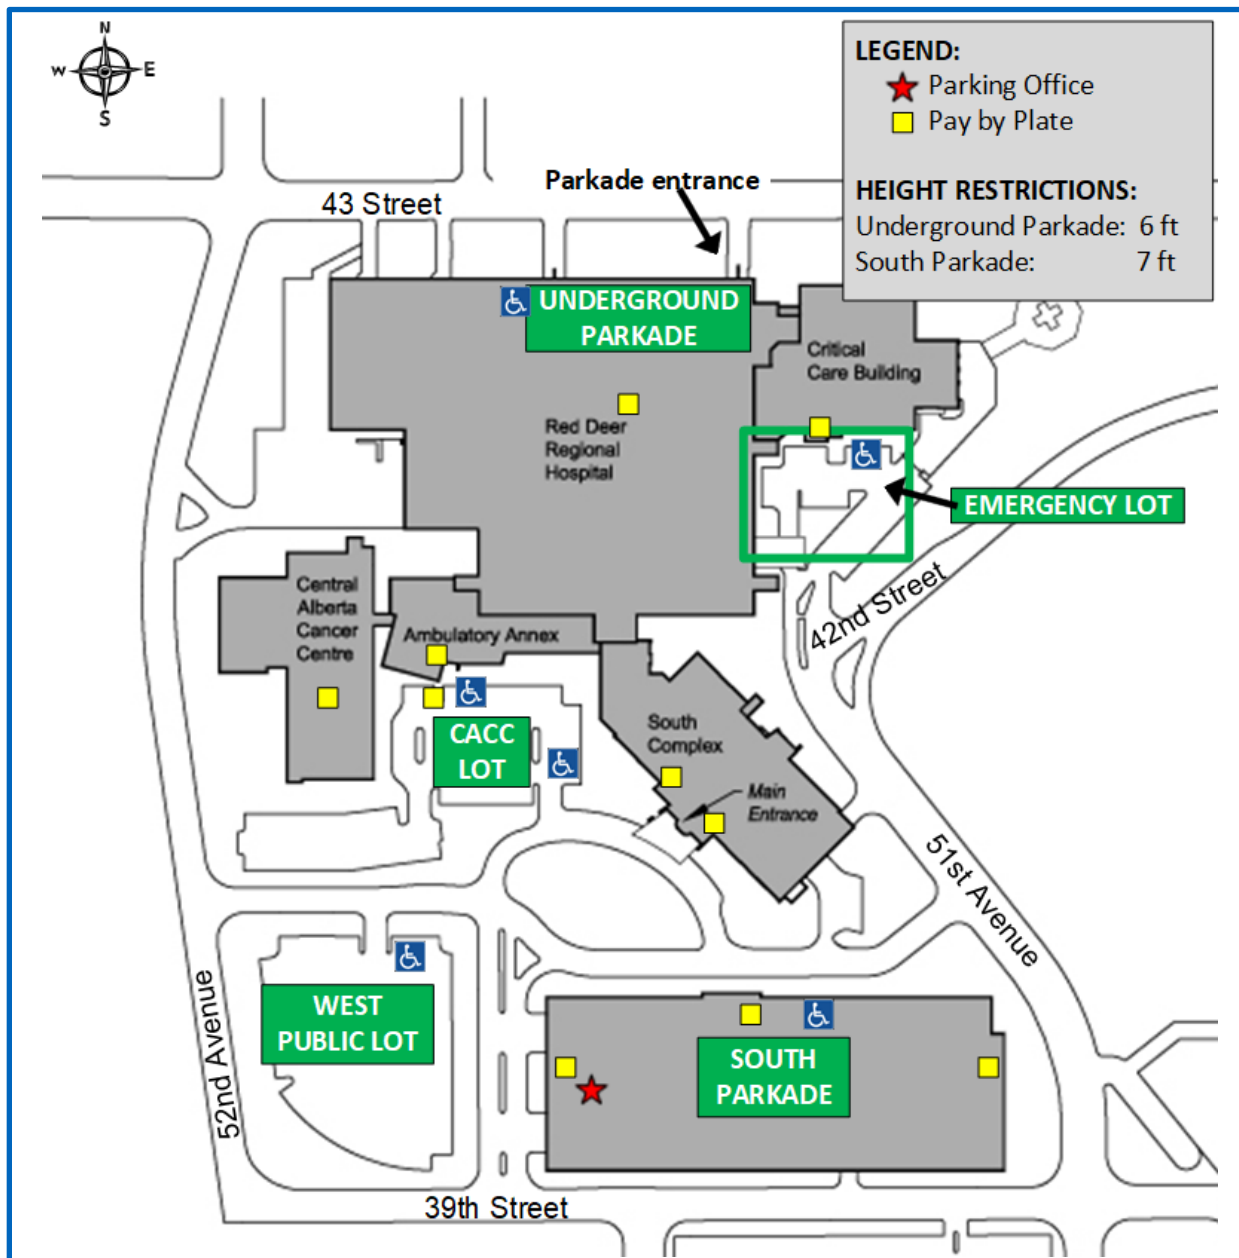 N
W E
S
LEGEND:
Parking Office
Pay by Plate
HEIGHT RESTRICTIONS:
Underground Parkade: 6 ft
South Parkade: 7 ft
Parkade entrance
43 Street
UNDERGROUND
PARKADE
Critical
Care Building
Red Deer
Regional
Hospital
EMERGENCY LOT
42nd Street
Central
Alberta
Cancer
Centre
Ambulatory Annex
CACC
LOT
South
Complex
Main
Entrance
51st Avenue
52nd Avenue
WEST
PUBLIC LOT
SOUTH
PARKADE
39th Street